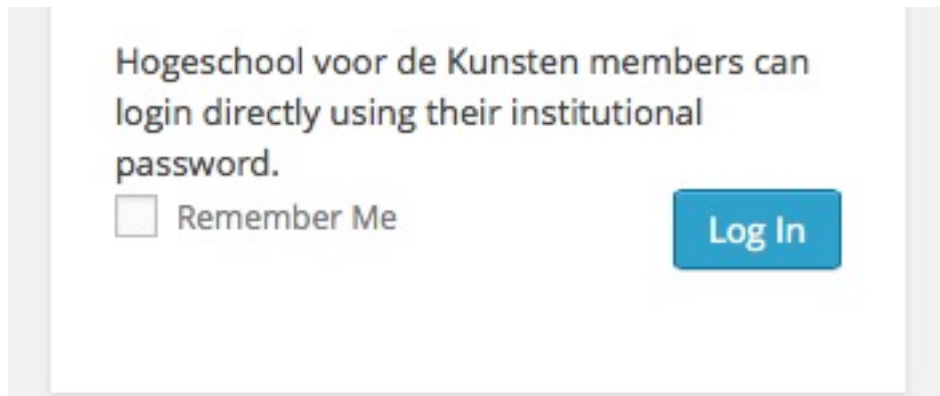 Hogeschool voor de Kunsten members can
login directly using their institutional
password.
Remember Me
Log In